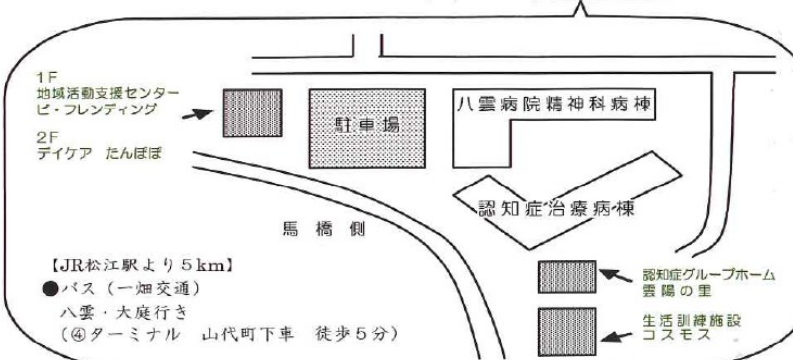 1F
地域活動支援センター
ビ・フレンディング
2F
デイケア たんぽぽ
駐車場
八雲病院精神科病棟
認知症治療病棟
馬橋側
【JR松江駅より5km】
●バス（一畑交通）
八雲・大庭行き
（④ターミナル 山代町下車 徒歩5分）
認知症グループホーム
雲陽の里
生活訓練施設
コスモス